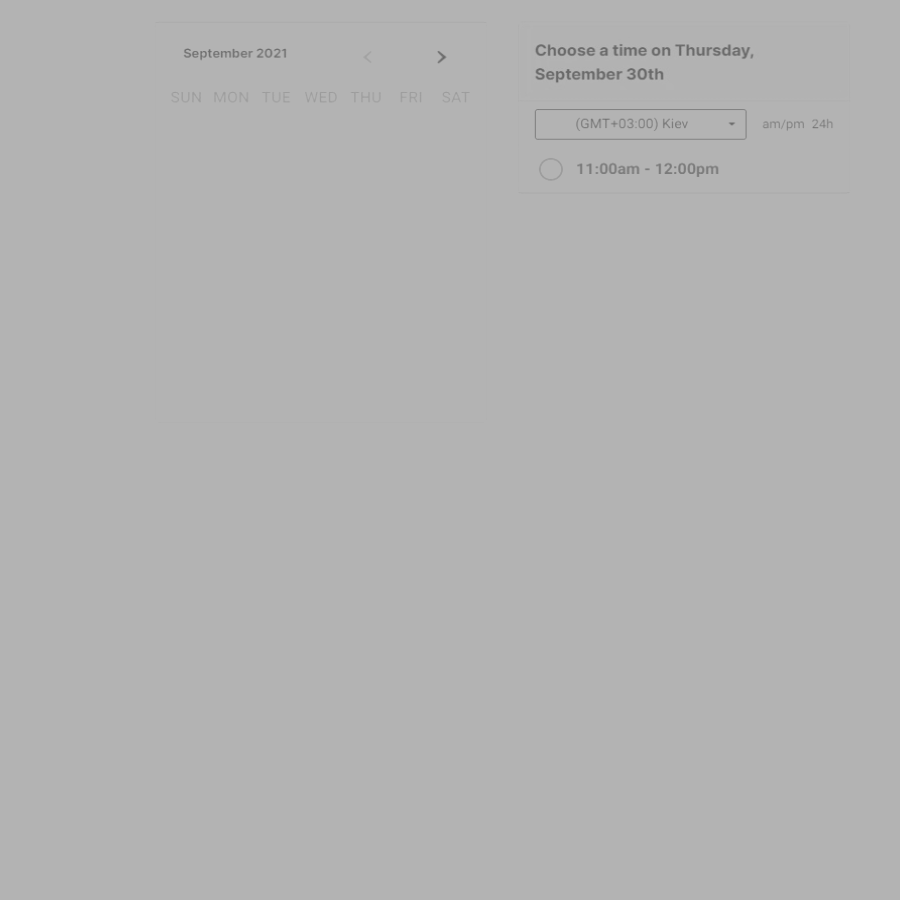 September 2021
SUN MON TUE WED THU FRI SAT
Choose a time on Thursday,
September 30th
(GMT+03:00) Kiev
am/pm 24h
11:00am - 12:00pm